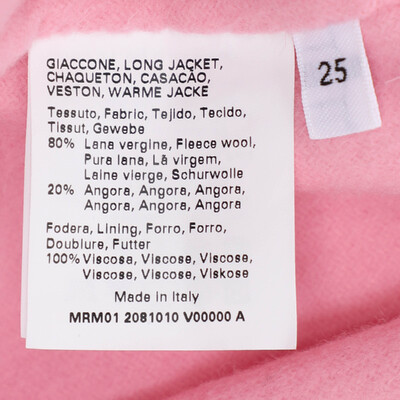 GIACCONE, LONG JACKET,
CHAQUETON, CASACÃO,
VESTON, WARME JACKE
Tessuto, Fabric, Tejido, Tecido,
Tissut, Gewebe
80% Lana vergine, Fleece wool,
Pura lana, Lã virgem,
Laine vierge, Schurwolle
20% Angora, Angora, Angora,
Angora, Angora, Angora
Fodera, Lining, Forro, Forro,
Doublure, Futter
100% Viscosa, Viscose, Viscose,
Viscose, Viscose, Viskose
Made in Italy
MRM01 2081010 V00000 A
25